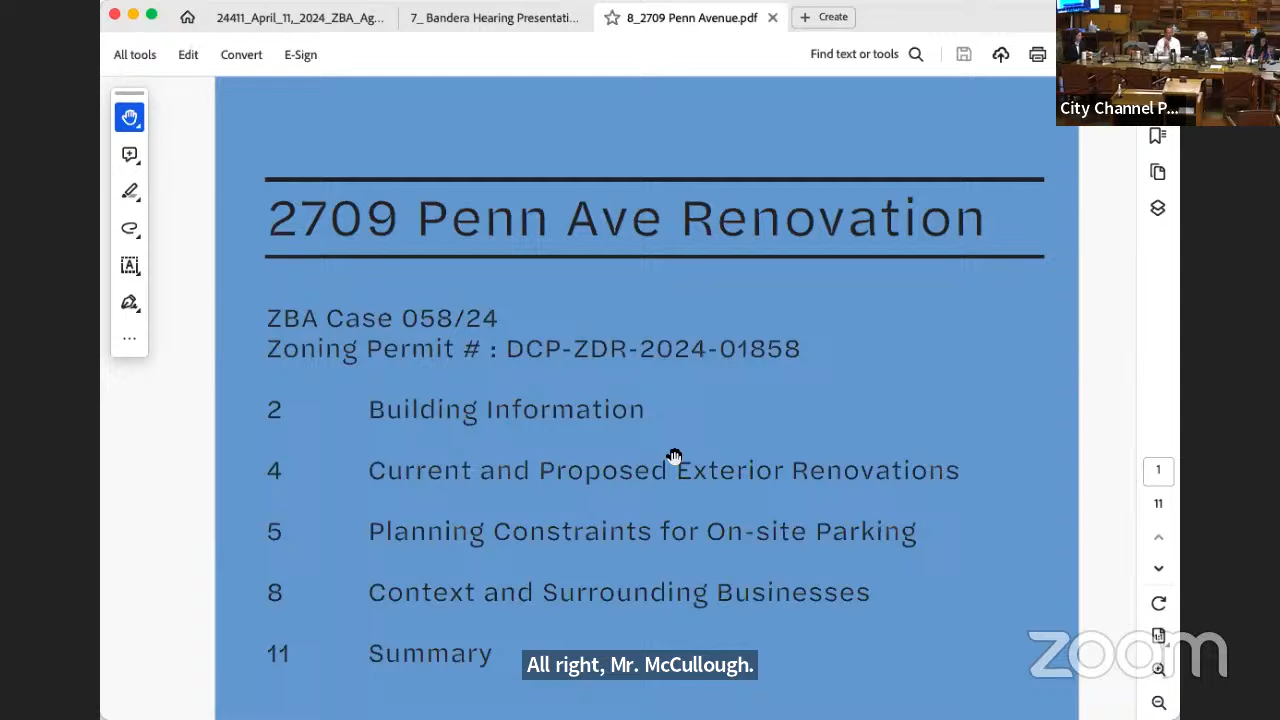 24411_April_11,_2024_ZBA_Ag...
7_ Bandera Hearing Presentati...
8_2709 Penn Avenue.pdf
Create
All tools
Edit
Convert
E-Sign
Find text or tools
City Channel P...
2709 Penn Ave Renovation
ZBA Case 058/24
Zoning Permit # : DCP-ZDR-2024-01858
2 Building Information
4 Current and Proposed Exterior Renovations
5 Planning Constraints for On-site Parking
8 Context and Surrounding Businesses
11 Summary
1
11
All right, Mr. McCullough.
zoom